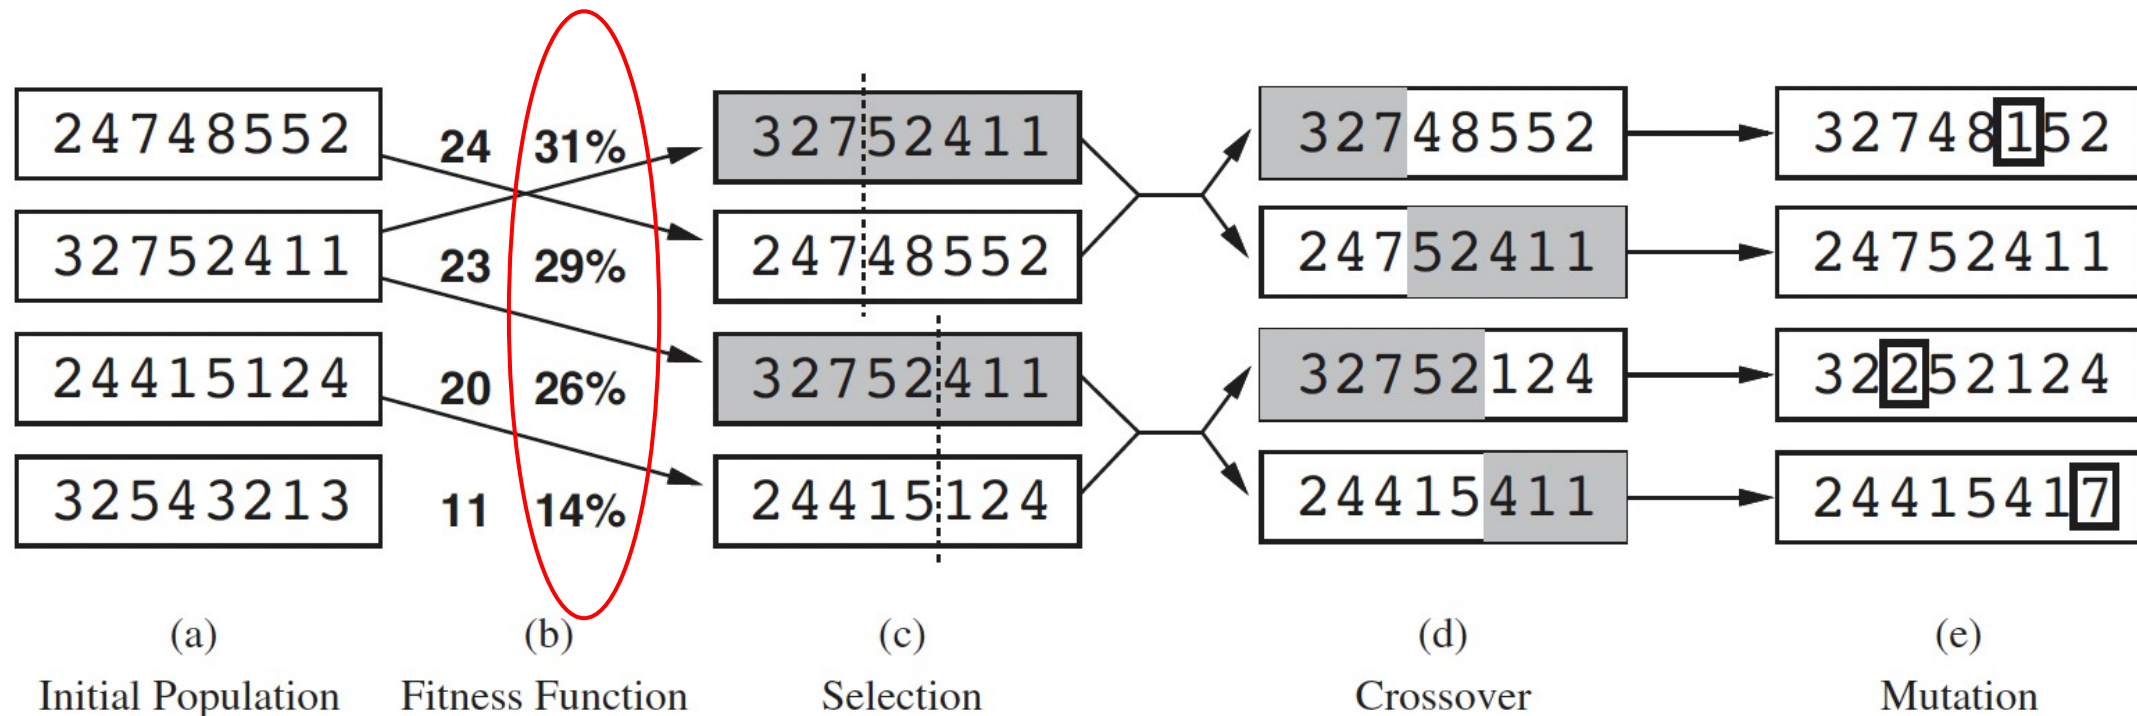 24748552 24 31% 32752411 32748552 32748152
32752411 23 29% 24748552 24752411 24752411
24415124 20 26% 32752411 32752124 32252124
32543213 11 14% 24415124 24415411 24415417
(a) (b) (c) (d) (e)
Initial Population Fitness Function Selection Crossover Mutation